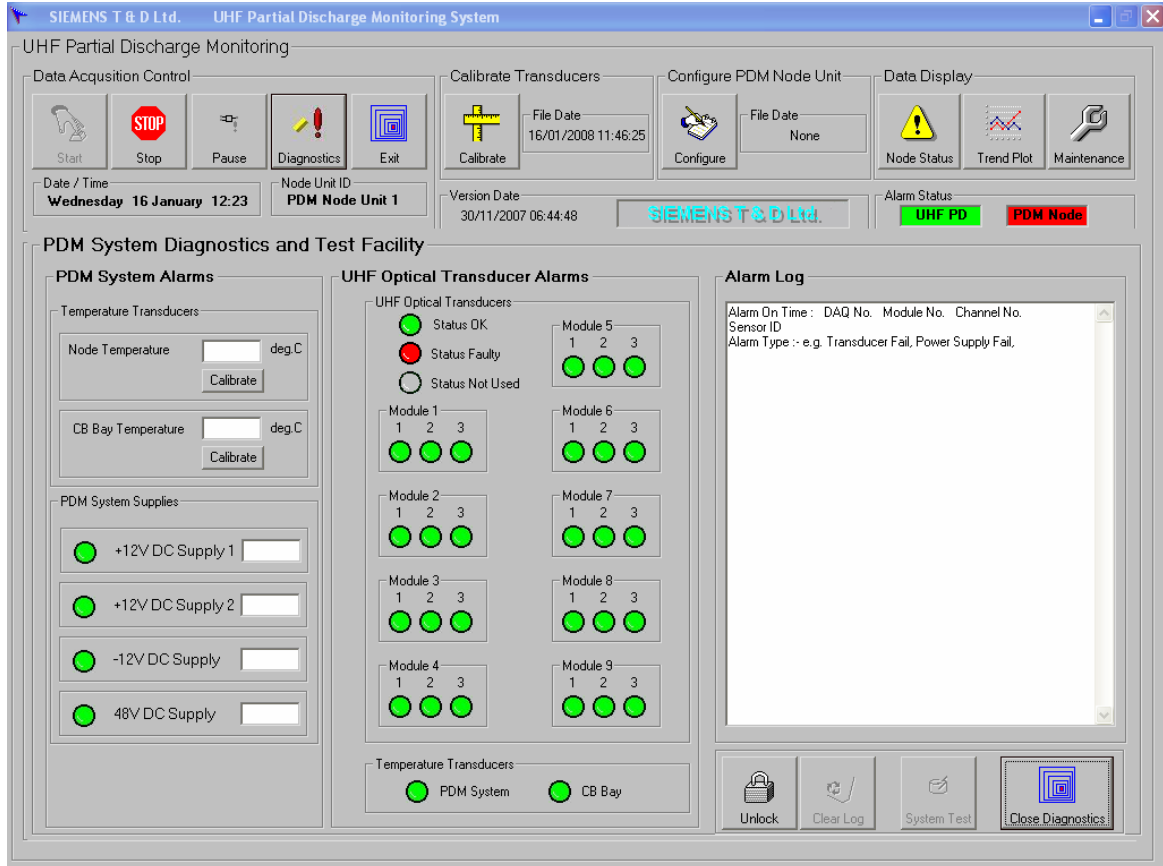 SIEMENS T & D Ltd. UHF Partial Discharge Monitoring System
UHF Partial Discharge Monitoring
Data Acqusition Control
Start
STOP
Stop
Pause
Diagnostics
Exit
Calibrate Transducers
Calibrate
File Date
16/01/2008 11:46:25
Configure PDM Node Unit
Configure
File Date
None
Data Display
Node Status
Trend Plot
Maintenance
Date / Time
Wednesday 16 January 12:23
Node Unit ID
PDM Node Unit 1
Version Date
30/11/2007 06:44:48
SIEMENS T & D Ltd.
Alarm Status
UHF PD
PDM Node
PDM System Diagnostics and Test Facility
PDM System Alarms
Temperature Transducers
Node Temperature deg.C
Calibrate
CB Bay Temperature deg.C
Calibrate
PDM System Supplies
+12V DC Supply 1
+12V DC Supply 2
-12V DC Supply
48V DC Supply
UHF Optical Transducer Alarms
UHF Optical Transducers
Status OK
Status Faulty
Status Not Used
Module 5
1 2 3
Module 1
1 2 3
Module 6
1 2 3
Module 2
1 2 3
Module 7
1 2 3
Module 3
1 2 3
Module 8
1 2 3
Module 4
1 2 3
Module 9
1 2 3
Temperature Transducers
PDM System
CB Bay
Alarm Log
Alarm On Time : DAQ No. Module No. Channel No.
Sensor ID
Alarm Type :- e.g. Transducer Fail, Power Supply Fail,
Unlock
Clear Log
System Test
Close Diagnostics